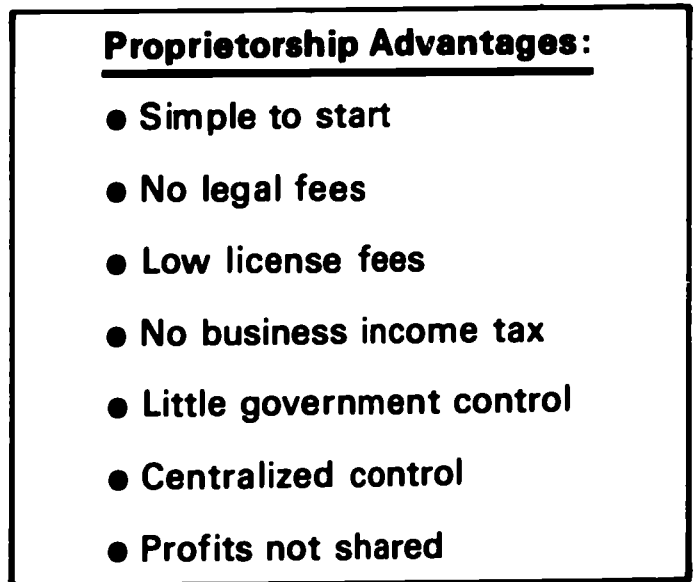 Proprietorship Advantages:
● Simple to start
● No legal fees
● Low license fees
● No business income tax
● Little government control
● Centralized control
● Profits not shared